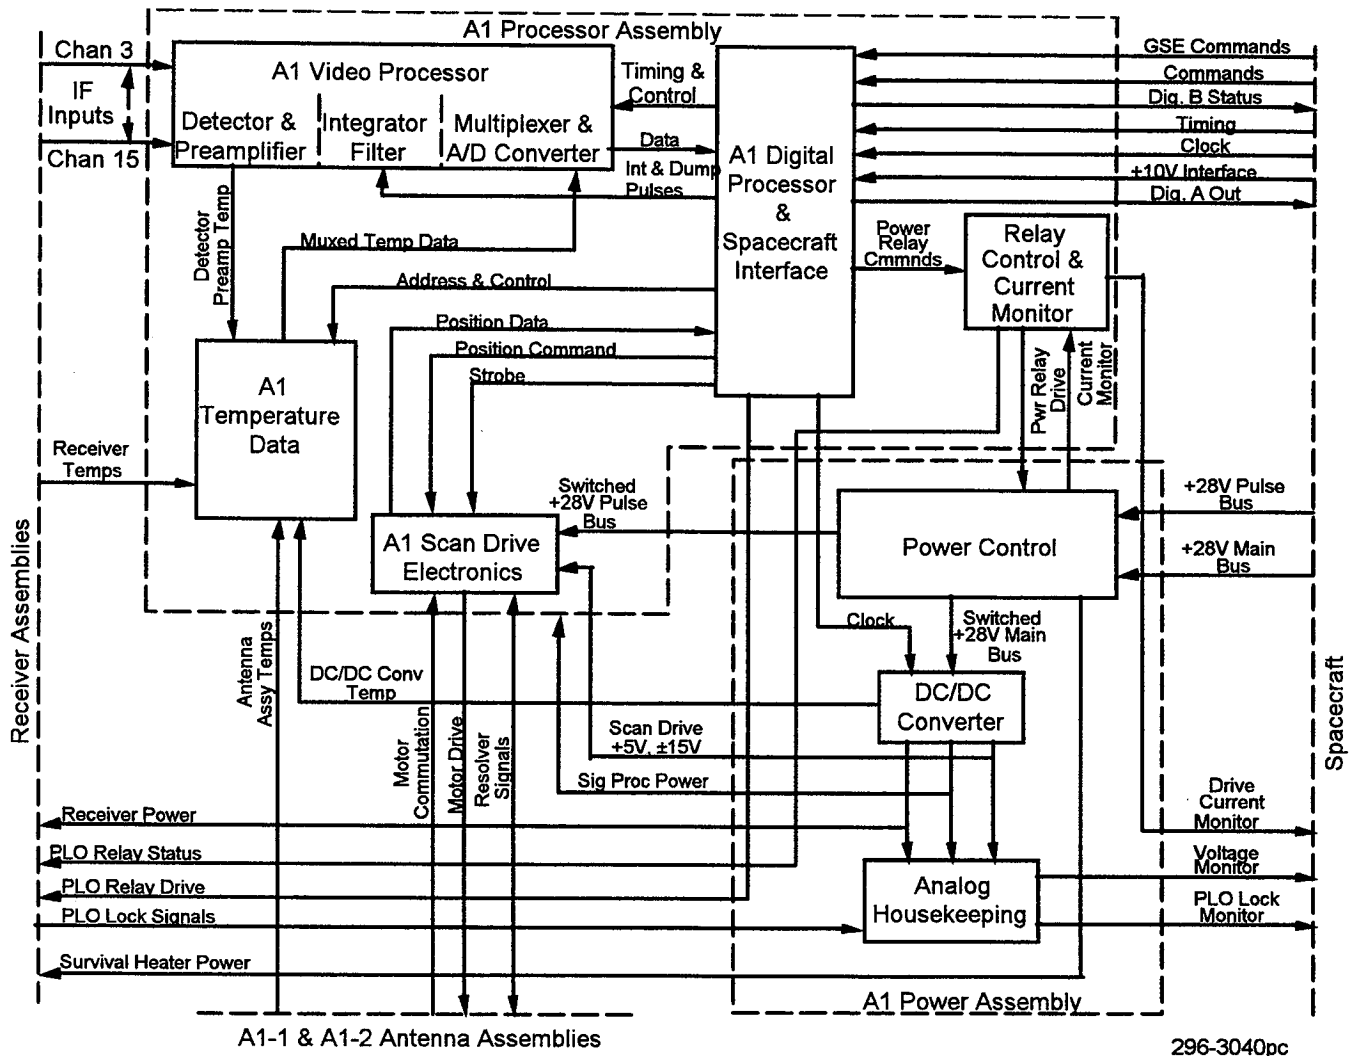 A1 Processor Assembly
Chan 3
IF
Inputs
Chan 15
A1 Video Processor
Detector &
Preamplifier
Integrator
Filter
Multiplexer &
A/D Converter
Timing &
Control
Data
Int & Dump
Pulses
A1 Digital
Processor
&
Spacecraft
Interface
GSE Commands
Commands
Dig. B Status
Timing
Clock
+10V Interface
Dig. A Out
Power
Relay
Cmmnds
Relay
Control &
Current
Monitor
Detector
Preamp Temp
Muxed Temp Data
Address & Control
Position Data
Position Command
Strobe
A1
Temperature
Data
Pwr Relay
Drive
Current
Monitor
Receiver
Temps
Switched
+28V Pulse
Bus
A1 Scan Drive
Electronics
Power Control
+28V Pulse
Bus
+28V Main
Bus
Clock
Switched
+28V Main
Bus
Receiver Assemblies
Antenna
Assy Temps
DC/DC Conv
Temp
DC/DC
Converter
Motor
Commutation
Motor Drive
Resolver
Signals
Scan Drive
+5V, ±15V
Sig Proc Power
Spacecraft
Receiver Power
PLO Relay Status
PLO Relay Drive
PLO Lock Signals
Survival Heater Power
Analog
Housekeeping
Drive
Current
Monitor
Voltage
Monitor
PLO Lock
Monitor
A1 Power Assembly
A1-1 & A1-2 Antenna Assemblies
296-3040pc